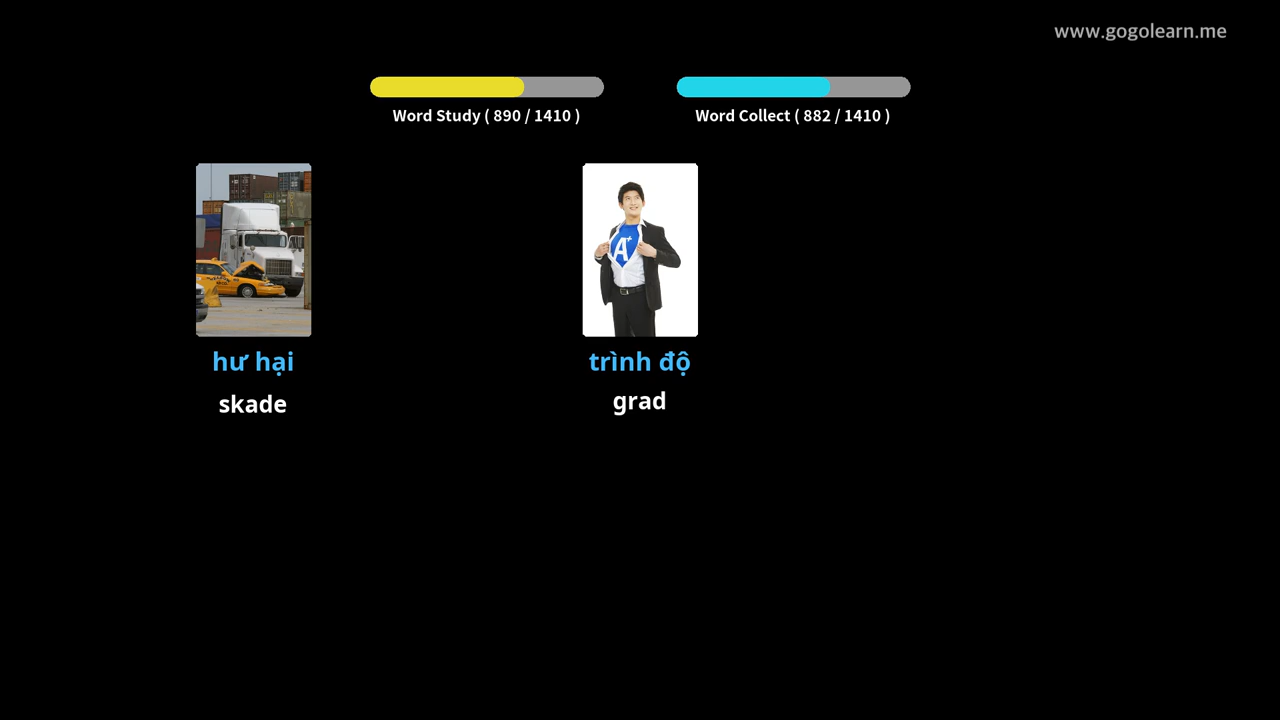 www.gogolearn.me
Word Study ( 890 / 1410 )
Word Collect ( 882 / 1410 )
A+
hư hại
trình độ
skade
grad